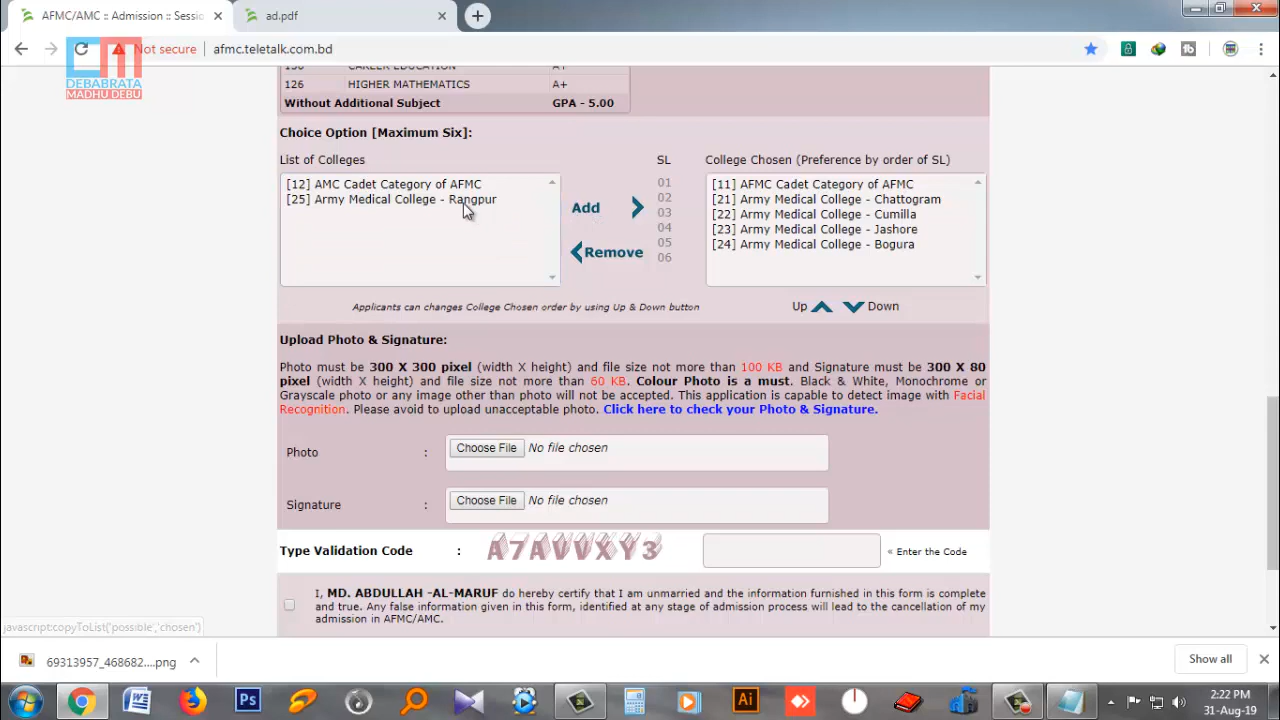 AFMC/AMC :: Admission :: Sessio
ad.pdf
Not secure
afmc.teletalk.com.bd
DEBABRATA
MADHU DEBU
126 HIGHER MATHEMATICS A+
Without Additional Subject GPA - 5.00
Choice Option [Maximum Six]:
List of Colleges SL College Chosen (Preference by order of SL)
[12] AMC Cadet Category of AFMC
[25] Army Medical College - Rangpur
Add
Remove
01
02
03
04
05
06
[11] AFMC Cadet Category of AFMC
[21] Army Medical College - Chattogram
[22] Army Medical College - Cumilla
[23] Army Medical College - Jashore
[24] Army Medical College - Bogura
Applicants can changes College Chosen order by using Up & Down button
Up Down
Upload Photo & Signature:
Photo must be 300 X 300 pixel (width X height) and file size not more than 100 KB and Signature must be 300 X 80
pixel (width X height) and file size not more than 60 KB. Colour Photo is a must. Black & White, Monochrome or
Grayscale photo or any image other than photo will not be accepted. This application is capable to detect image with Facial
Recognition. Please avoid to upload unacceptable photo. Click here to check your Photo & Signature.
Photo : Choose File No file chosen
Signature : Choose File No file chosen
Type Validation Code : A7AVVXY3 « Enter the Code
I, MD. ABDULLAH -AL-MARUF do hereby certify that I am unmarried and the information furnished in this form is complete
and true. Any false information given in this form, identified at any stage of admission process will lead to the cancellation of my
admission in AFMC/AMC.
javascript:copyToList('possible','chosen')
69313957_468682....png
Show all
2:22 PM
31-Aug-19